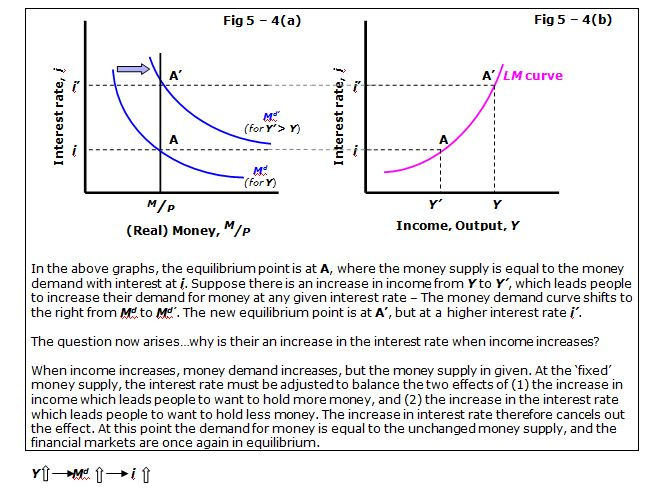 Fig 5 – 4(a)
Fig 5 – 4(b)
Interest rate, i
i′
i
A′
A
Md′
(for Y′> Y)
Md
(for Y)
M/P
(Real) Money, M/P
Interest rate, i
i′
i
A′
LM curve
A
Y′
Y
Income, Output, Y
In the above graphs, the equilibrium point is at A, where the money supply is equal to the money
demand with interest at i. Suppose there is an increase in income from Y to Y′, which leads people
to increase their demand for money at any given interest rate – The money demand curve shifts to
the right from Md to Md′. The new equilibrium point is at A′, but at a higher interest rate i′.
The question now arises...why is their an increase in the interest rate when income increases?
When income increases, money demand increases, but the money supply in given. At the ‘fixed’
money supply, the interest rate must be adjusted to balance the two effects of (1) the increase in
income which leads people to want to hold more money, and (2) the increase in the interest rate
which leads people to want to hold less money. The increase in interest rate therefore cancels out
the effect. At this point the demand for money is equal to the unchanged money supply, and the
financial markets are once again in equilibrium.
Y⇧→Md ⇧→i ⇧